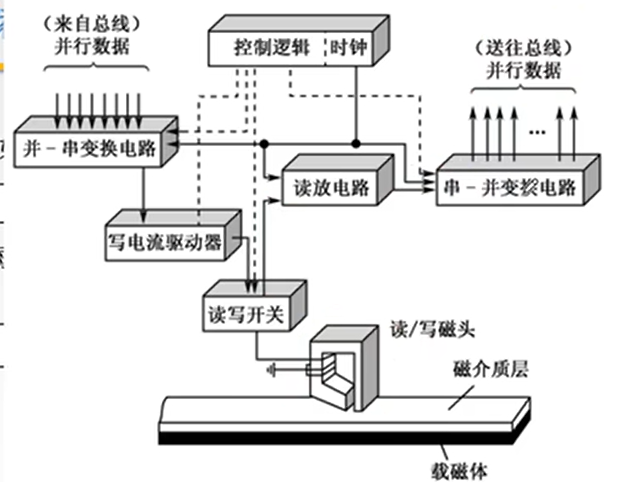 （来自总线）
并行数据
控制逻辑
时钟
（送往总线）
并行数据
并-串变换电路
读放电路
串-并变换电路
写电流驱动器
读写开关
读/写磁头
磁介质层
载磁体